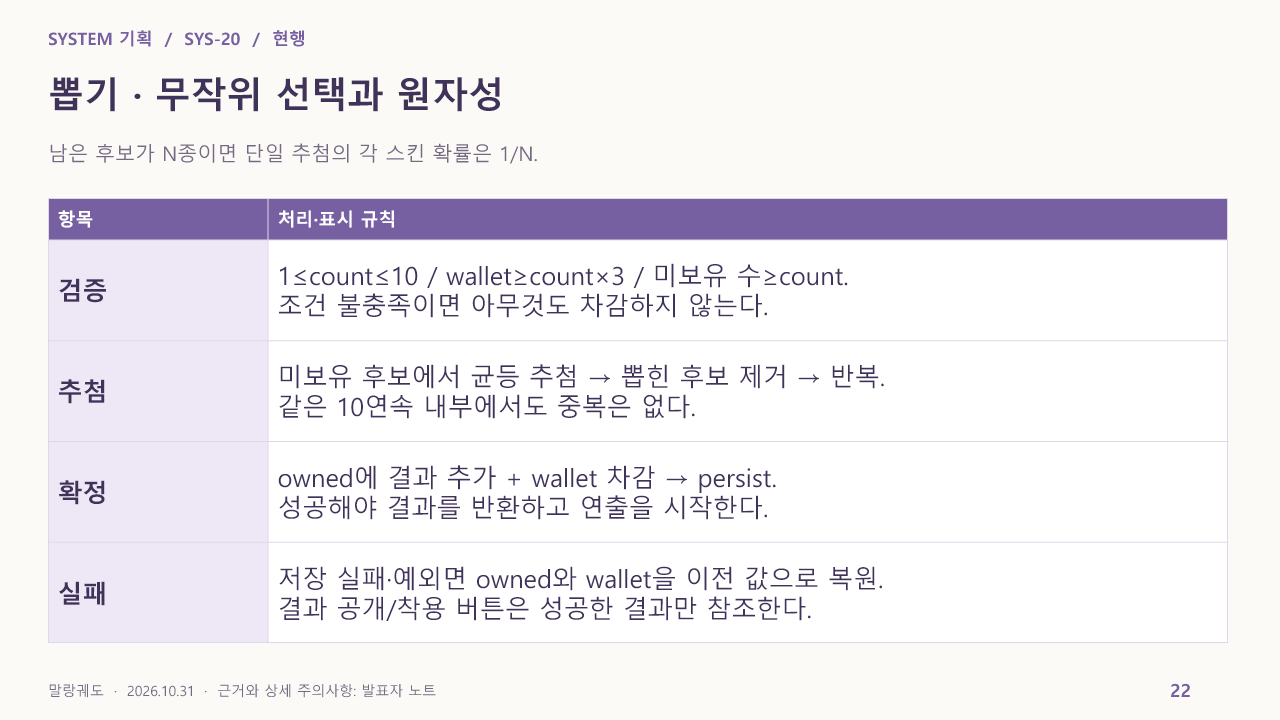 SYSTEM 기획 / SYS-20 / 현행
뽑기 · 무작위 선택과 원자성
남은 후보가 N종이면 단일 추첨의 각 스킨 확률은 1/N.
항목
처리·표시 규칙
검증
1≤count≤10 / wallet≥count×3 / 미보유 수≥count.
조건 불충족이면 아무것도 차감하지 않는다.
추첨
미보유 후보에서 균등 추첨 → 뽑힌 후보 제거 → 반복.
같은 10연속 내부에서도 중복은 없다.
확정
owned에 결과 추가 + wallet 차감 → persist.
성공해야 결과를 반환하고 연출을 시작한다.
실패
저장 실패·예외면 owned와 wallet을 이전 값으로 복원.
결과 공개/착용 버튼은 성공한 결과만 참조한다.
말랑궤도 · 2026.10.31 · 근거와 상세 주의사항: 발표자 노트
22